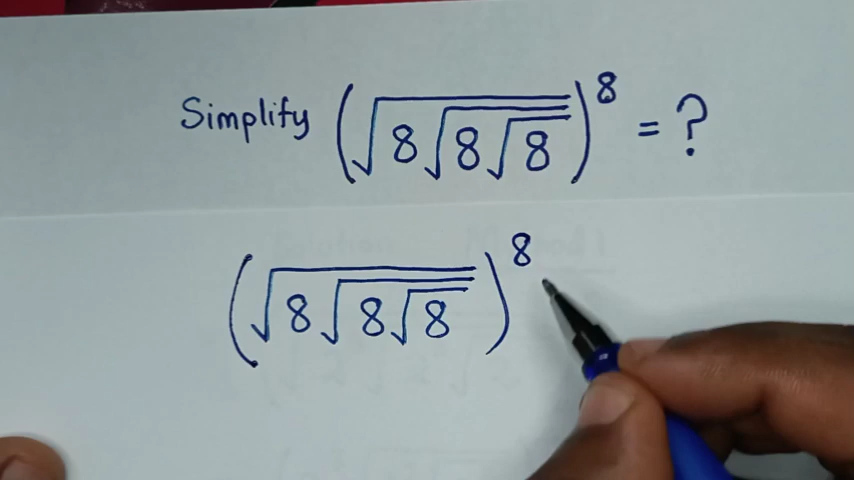 Simplify (√(8√(8√8)))^8 = ?
(√(8√(8√8)))^8